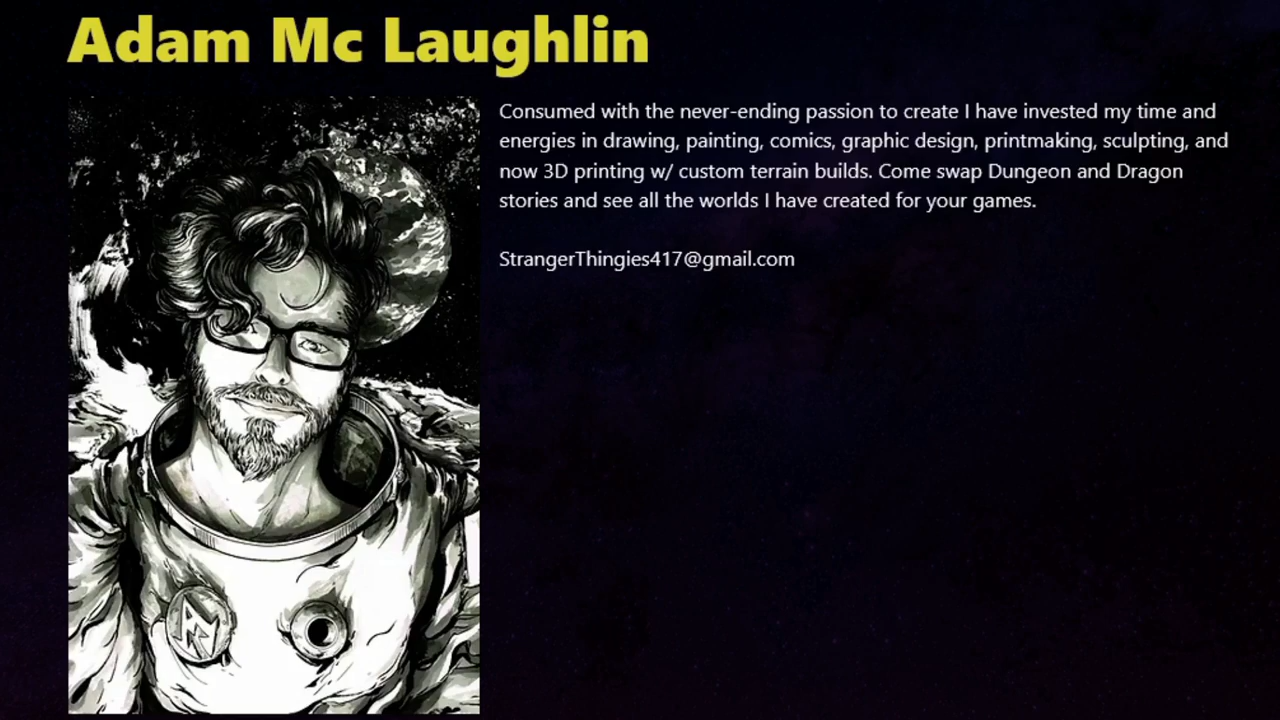 Adam Mc Laughlin
Consumed with the never-ending passion to create I have invested my time and
energies in drawing, painting, comics, graphic design, printmaking, sculpting, and
now 3D printing w/ custom terrain builds. Come swap Dungeon and Dragon
stories and see all the worlds I have created for your games.
StrangerThingies417@gmail.com